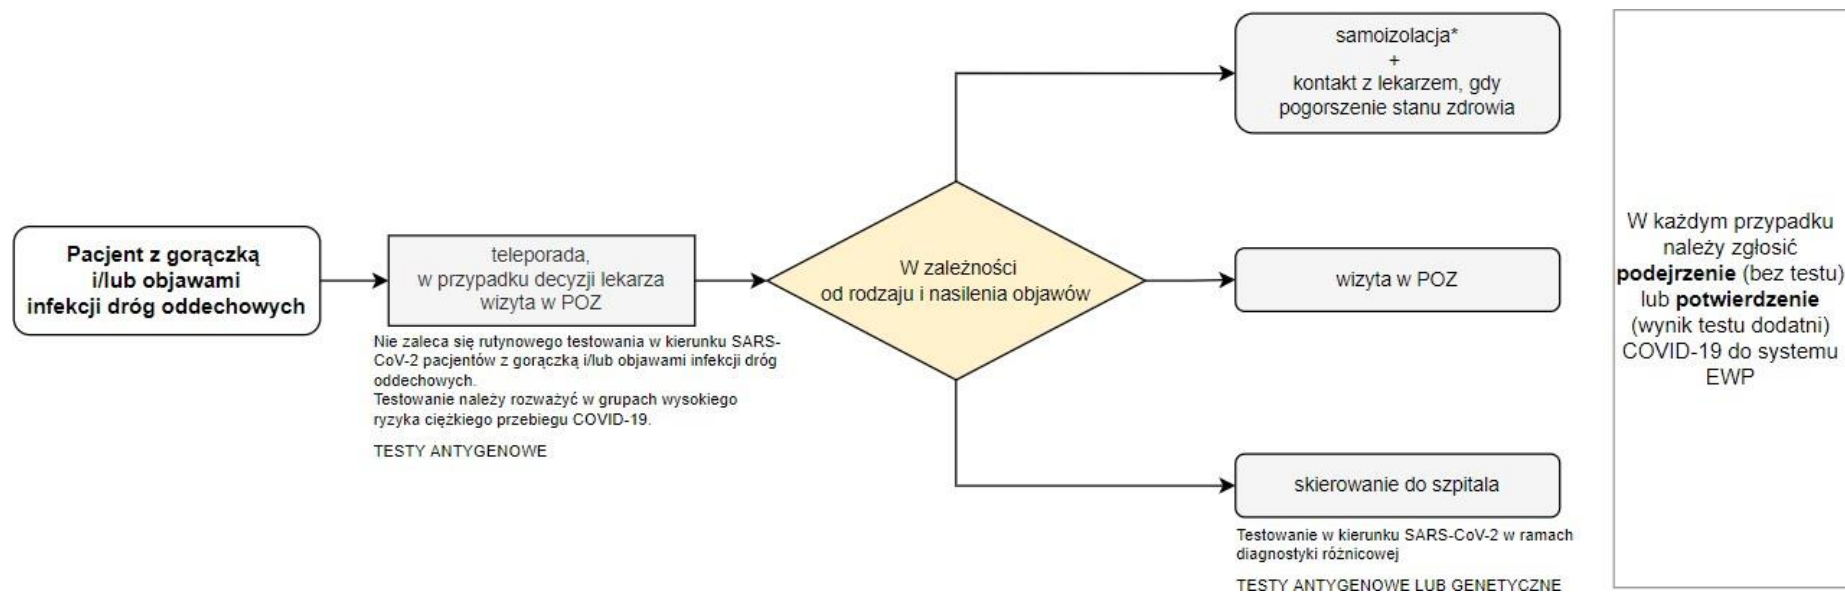 Pacjent z gorączką
i/lub objawami
infekcji dróg oddechowych
teleporada,
w przypadku decyzji lekarza
wizyta w POZ
Nie zaleca się rutynowego testowania w kierunku SARS-
CoV-2 pacjentów z gorączką i/lub objawami infekcji dróg
oddechowych.
Testowanie należy rozważyć w grupach wysokiego
ryzyka ciężkiego przebiegu COVID-19.
TESTY ANTYGENOWE
W zależności
od rodzaju i nasilenia objawów
samoizolacja*
+
kontakt z lekarzem, gdy
pogorszenie stanu zdrowia
wizyta w POZ
skierowanie do szpitala
Testowanie w kierunku SARS-CoV-2 w ramach
diagnostyki różnicowej
TESTY ANTYGENOWE LUB GENETYCZNE
W każdym przypadku
należy zgłosić
podejrzenie (bez testu)
lub potwierdzenie
(wynik testu dodatni)
COVID-19 do systemu
EWP